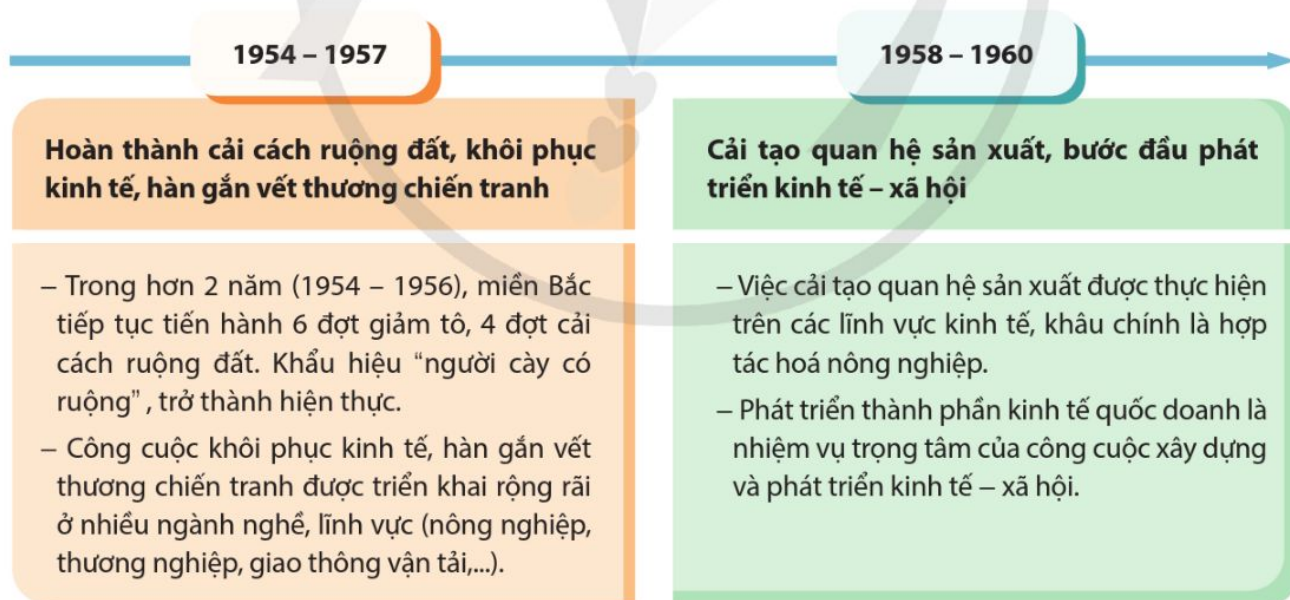 1954 – 1957
Hoàn thành cải cách ruộng đất, khôi phục
kinh tế, hàn gắn vết thương chiến tranh
– Trong hơn 2 năm (1954 – 1956), miền Bắc
tiếp tục tiến hành 6 đợt giảm tô, 4 đợt cải
cách ruộng đất. Khẩu hiệu “người cày có
ruộng” , trở thành hiện thực.
– Công cuộc khôi phục kinh tế, hàn gắn vết
thương chiến tranh được triển khai rộng rãi
ở nhiều ngành nghề, lĩnh vực (nông nghiệp,
thương nghiệp, giao thông vận tải,...).
1958 – 1960
Cải tạo quan hệ sản xuất, bước đầu phát
triển kinh tế – xã hội
– Việc cải tạo quan hệ sản xuất được thực hiện
trên các lĩnh vực kinh tế, khâu chính là hợp
tác hoá nông nghiệp.
– Phát triển thành phần kinh tế quốc doanh là
nhiệm vụ trọng tâm của công cuộc xây dựng
và phát triển kinh tế – xã hội.